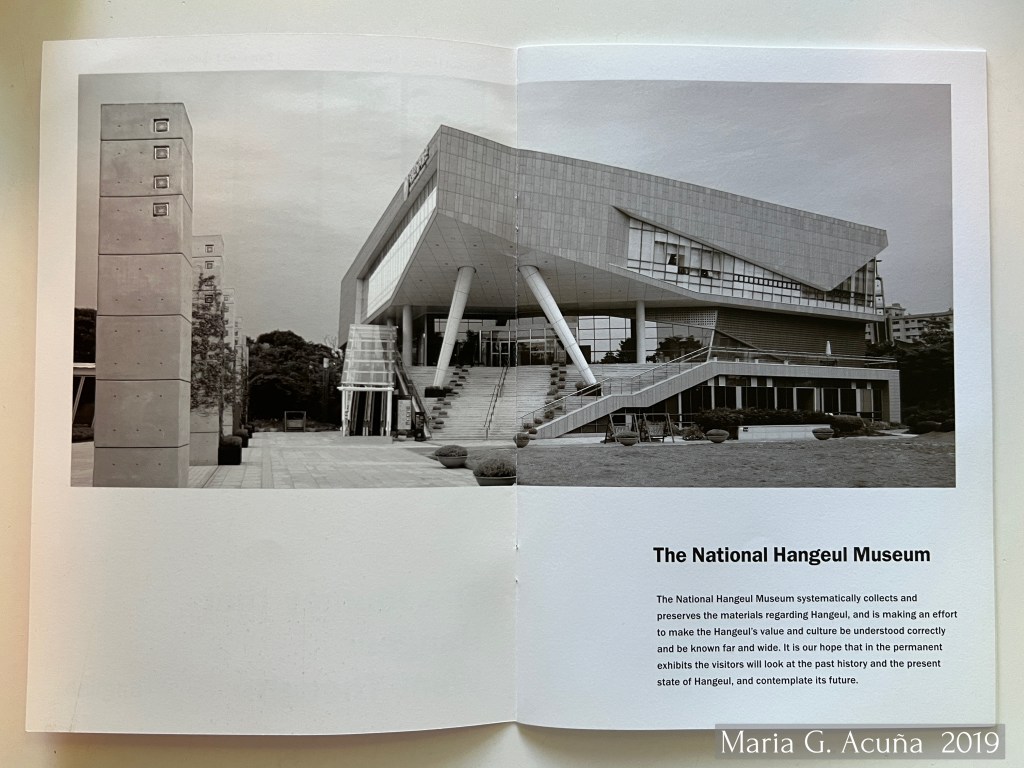 The National Hangeul Museum
The National Hangeul Museum systematically collects and
preserves the materials regarding Hangeul, and is making an effort
to make the Hangeul's value and culture be understood correctly
and be known far and wide. It is our hope that in the permanent
exhibits the visitors will look at the past history and the present
state of Hangeul, and contemplate its future.
Maria G. Acuña 2019